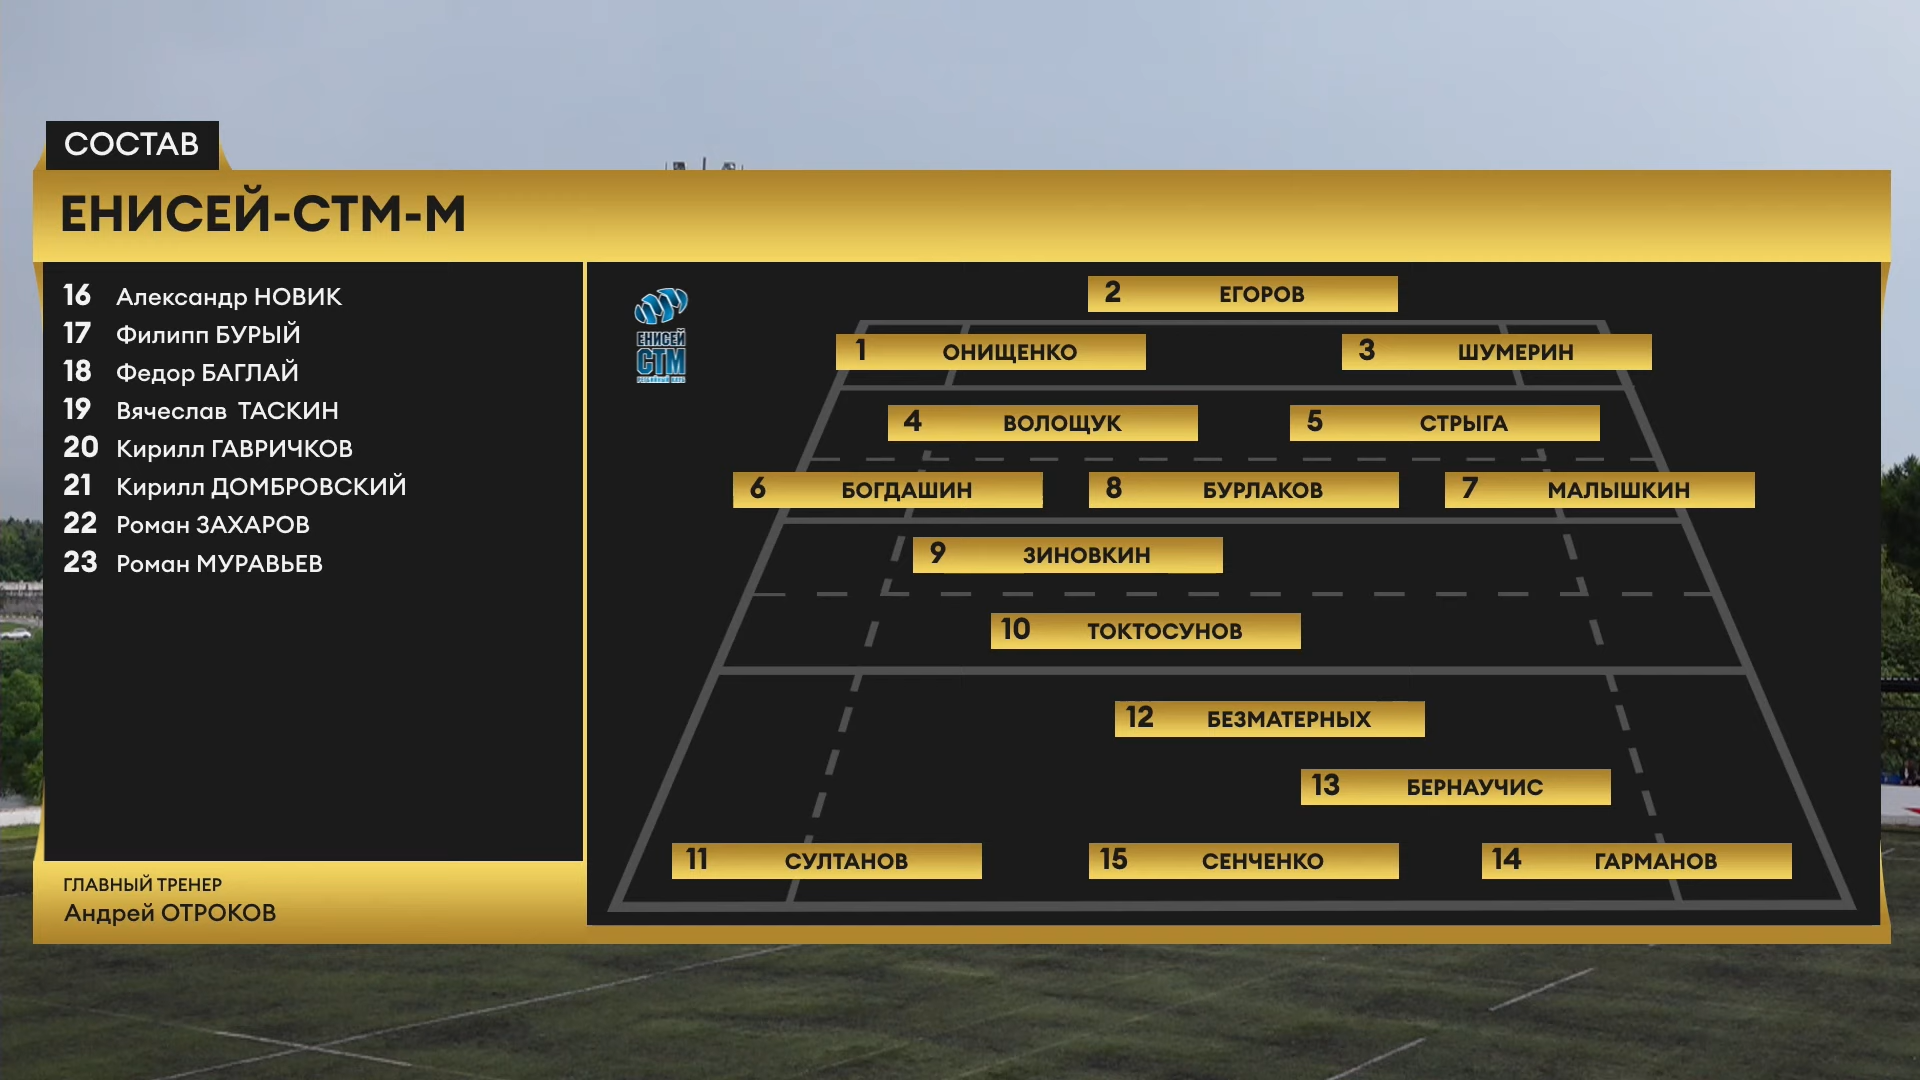 СОСТАВ
ЕНИСЕЙ-СТМ-М
16 Александр НОВИК
17 Филипп БУРЫЙ
18 Федор БАГЛАЙ
19 Вячеслав ТАСКИН
20 Кирилл ГАВРИЧКОВ
21 Кирилл ДОМБРОВСКИЙ
22 Роман ЗАХАРОВ
23 Роман МУРАВЬЕВ
ГЛАВНЫЙ ТРЕНЕР
Андрей ОТРОКОВ
ЕНИСЕЙ
СТМ
РЕГБИЙНЫЙ КЛУБ
2 ЕГОРОВ
1 ОНИЩЕНКО
3 ШУМЕРИН
4 ВОЛОЩУК
5 СТРЫГА
6 БОГДАШИН
8 БУРЛАКОВ
7 МАЛЫШКИН
9 ЗИНОВКИН
10 ТОКТОСУНОВ
12 БЕЗМАТЕРНЫХ
13 БЕРНАУЧИС
11 СУЛТАНОВ
15 СЕНЧЕНКО
14 ГАРМАНОВ